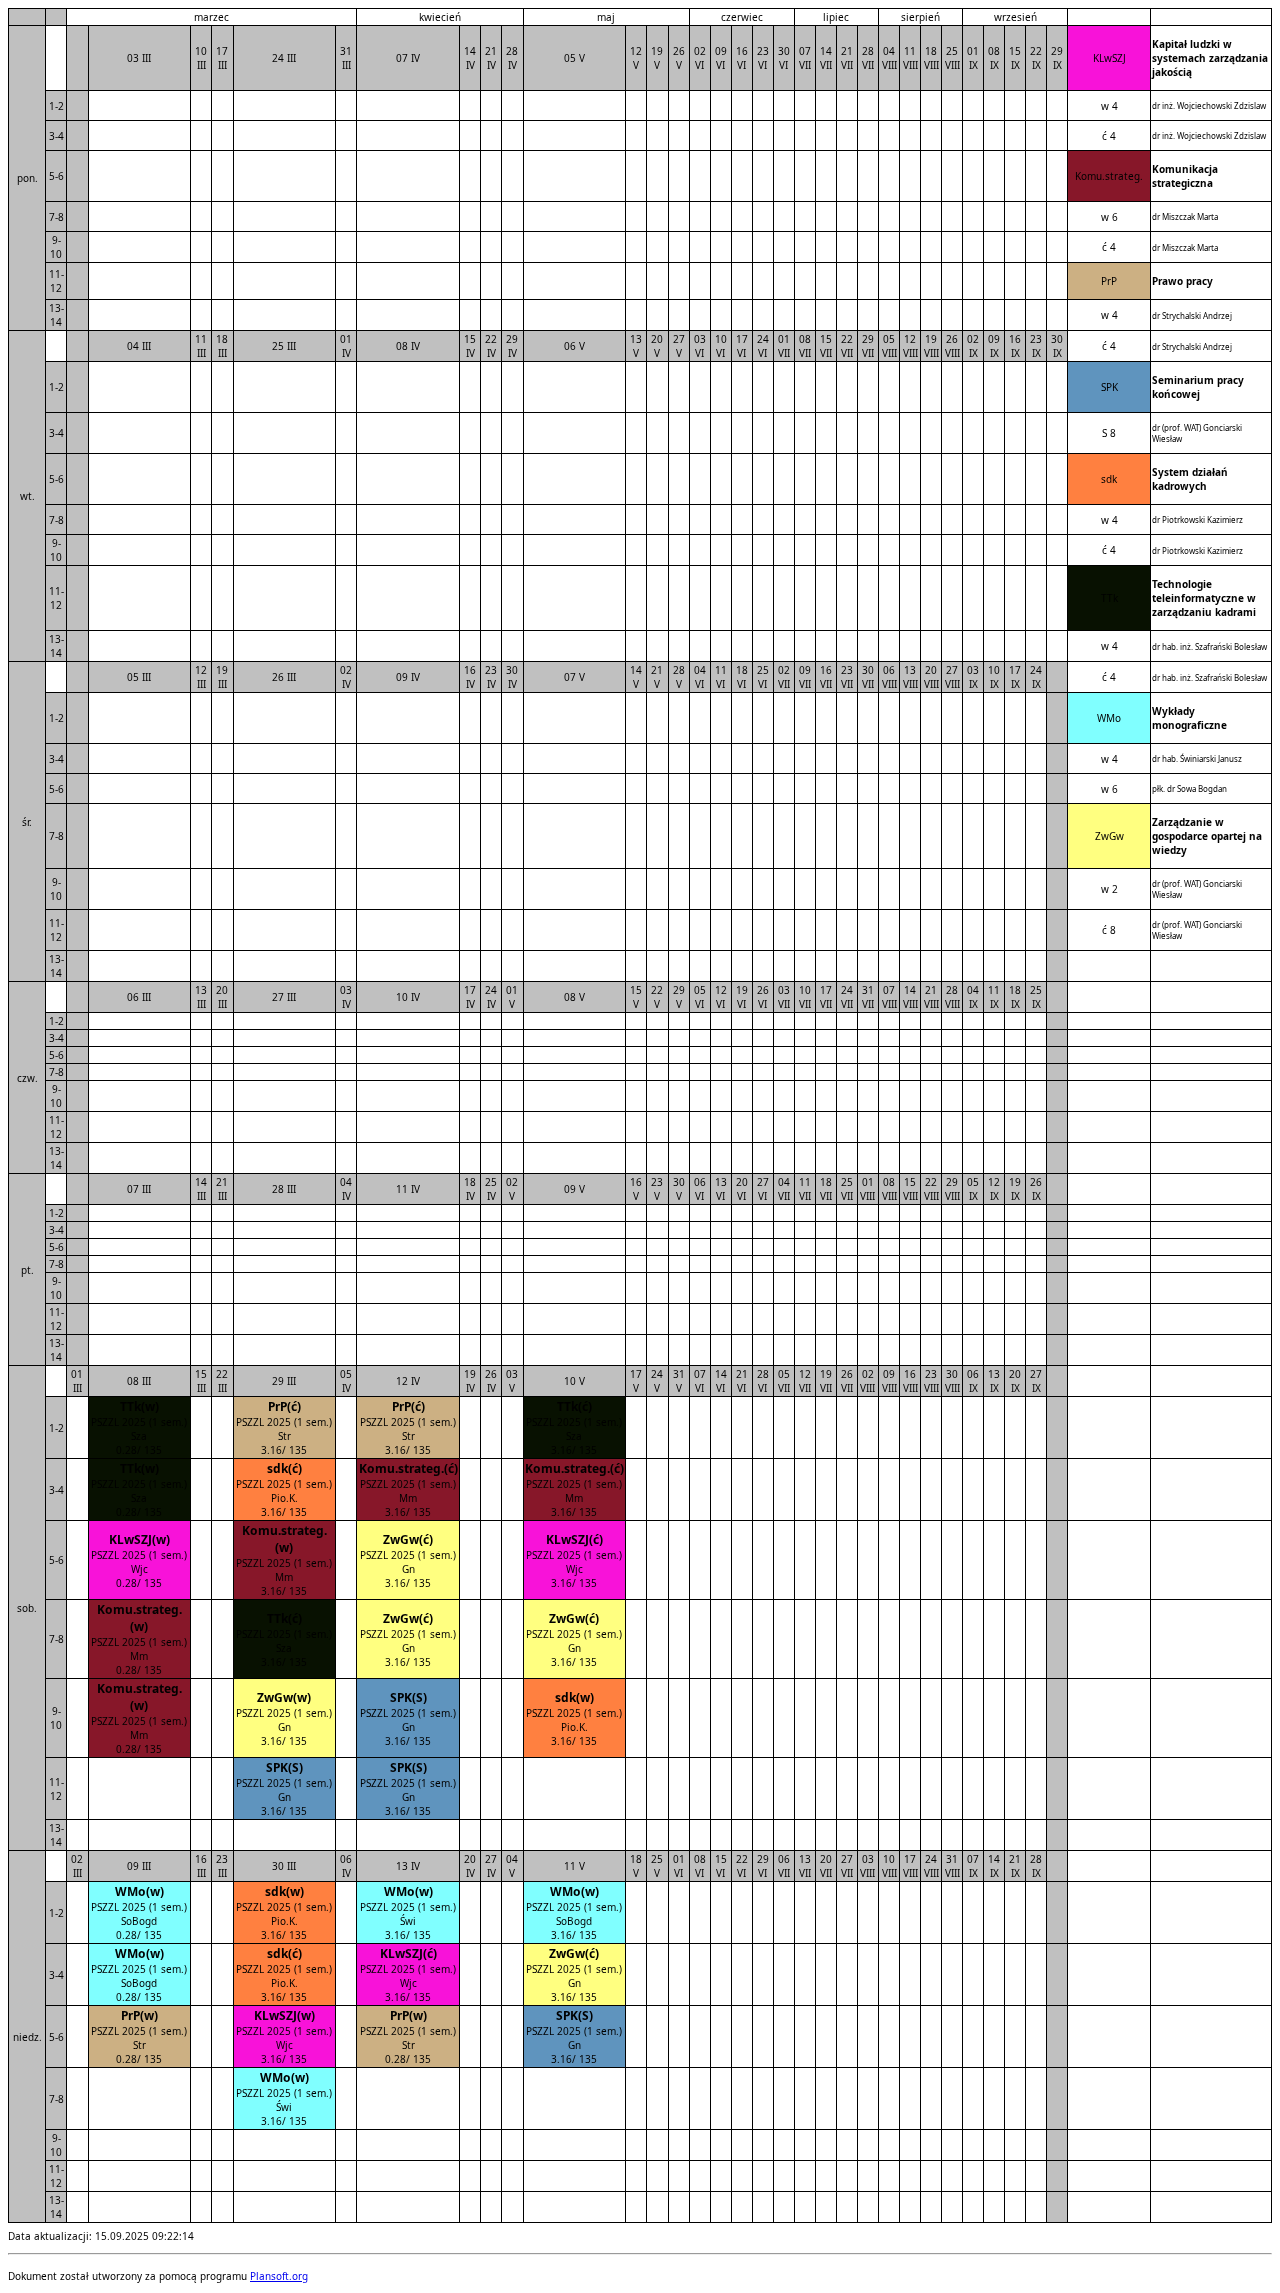 marzec kwiecień maj czerwiec lipiec sierpień wrzesień
pon. 03 III 10 III 17 III 24 III 31 III 07 IV 14 IV 21 IV 28 IV 05 V 12 V 19 V 26 V 02 VI 09 VI 16 VI 23 VI 30 VI 07 VII 14 VII 21 VII 28 VII 04 VIII 11 VIII 18 VIII 25 VIII 01 IX 08 IX 15 IX 22 IX 29 IX KLwSZJ Kapitał ludzki w systemach zarządzania jakością
1-2 w 4 dr inż. Wojciechowski Zdzislaw
3-4 ć 4 dr inż. Wojciechowski Zdzislaw
5-6 Komu.strateg. Komunikacja strategiczna
7-8 w 6 dr Miszczak Marta
9-10 ć 4 dr Miszczak Marta
11-12 PrP Prawo pracy
13-14 w 4 dr Strychalski Andrzej
wt. 04 III 11 III 18 III 25 III 01 IV 08 IV 15 IV 22 IV 29 IV 06 V 13 V 20 V 27 V 03 VI 10 VI 17 VI 24 VI 01 VII 08 VII 15 VII 22 VII 29 VII 05 VIII 12 VIII 19 VIII 26 VIII 02 IX 09 IX 16 IX 23 IX 30 IX ć 4 dr Strychalski Andrzej
1-2 SPK Seminarium pracy końcowej
3-4 S 8 dr (prof. WAT) Gonciarski Wiesław
5-6 sdk System działań kadrowych
7-8 w 4 dr Piotrkowski Kazimierz
9-10 ć 4 dr Piotrkowski Kazimierz
11-12 TTk Technologie teleinformatyczne w zarządzaniu kadrami
13-14 w 4 dr hab. inż. Szafrański Bolesław
śr. 05 III 12 III 19 III 26 III 02 IV 09 IV 16 IV 23 IV 30 IV 07 V 14 V 21 V 28 V 04 VI 11 VI 18 VI 25 VI 02 VII 09 VII 16 VII 23 VII 30 VII 06 VIII 13 VIII 20 VIII 27 VIII 03 IX 10 IX 17 IX 24 IX ć 4 dr hab. inż. Szafrański Bolesław
1-2 WMo Wykłady monograficzne
3-4 w 4 dr hab. Świniarski Janusz
5-6 w 6 płk. dr Sowa Bogdan
7-8 ZwGw Zarządzanie w gospodarce opartej na wiedzy
9-10 w 2 dr (prof. WAT) Gonciarski Wiesław
11-12 ć 8 dr (prof. WAT) Gonciarski Wiesław
13-14
czw. 06 III 13 III 20 III 27 III 03 IV 10 IV 17 IV 24 IV 01 V 08 V 15 V 22 V 29 V 05 VI 12 VI 19 VI 26 VI 03 VII 10 VII 17 VII 24 VII 31 VII 07 VIII 14 VIII 21 VIII 28 VIII 04 IX 11 IX 18 IX 25 IX
1-2
3-4
5-6
7-8
9-10
11-12
13-14
pt. 07 III 14 III 21 III 28 III 04 IV 11 IV 18 IV 25 IV 02 V 09 V 16 V 23 V 30 V 06 VI 13 VI 20 VI 27 VI 04 VII 11 VII 18 VII 25 VII 01 VIII 08 VIII 15 VIII 22 VIII 29 VIII 05 IX 12 IX 19 IX 26 IX
1-2
3-4
5-6
7-8
9-10
11-12
13-14
sob. 01 III 08 III 15 III 22 III 29 III 05 IV 12 IV 19 IV 26 IV 03 V 10 V 17 V 24 V 31 V 07 VI 14 VI 21 VI 28 VI 05 VII 12 VII 19 VII 26 VII 02 VIII 09 VIII 16 VIII 23 VIII 30 VIII 06 IX 13 IX 20 IX 27 IX
1-2 TTk(w) PrP(ć) PrP(ć) TTk(ć)
PSZZL 2025 (1 sem.) PSZZL 2025 (1 sem.) PSZZL 2025 (1 sem.) PSZZL 2025 (1 sem.)
Sza Str Str Sza
0.28/ 135 3.16/ 135 3.16/ 135 3.16/ 135
3-4 TTk(w) sdk(ć) Komu.strateg.(ć) Komu.strateg.(ć)
PSZZL 2025 (1 sem.) PSZZL 2025 (1 sem.) PSZZL 2025 (1 sem.) PSZZL 2025 (1 sem.)
Sza Pio.K. Mm Mm
0.28/ 135 3.16/ 135 3.16/ 135 3.16/ 135
5-6 KLwSZJ(w) Komu.strateg.(w) ZwGw(ć) KLwSZJ(ć)
PSZZL 2025 (1 sem.) PSZZL 2025 (1 sem.) PSZZL 2025 (1 sem.) PSZZL 2025 (1 sem.)
Wjc Mm Gn Wjc
0.28/ 135 3.16/ 135 3.16/ 135 3.16/ 135
7-8 Komu.strateg.(w) TTk(ć) ZwGw(ć) ZwGw(ć)
PSZZL 2025 (1 sem.) PSZZL 2025 (1 sem.) PSZZL 2025 (1 sem.) PSZZL 2025 (1 sem.)
Mm Sza Gn Gn
0.28/ 135 3.16/ 135 3.16/ 135 3.16/ 135
9-10 Komu.strateg.(w) ZwGw(w) SPK(S) sdk(w)
PSZZL 2025 (1 sem.) PSZZL 2025 (1 sem.) PSZZL 2025 (1 sem.) PSZZL 2025 (1 sem.)
Mm Gn Gn Pio.K.
0.28/ 135 3.16/ 135 3.16/ 135 3.16/ 135
11-12 SPK(S) SPK(S)
PSZZL 2025 (1 sem.) PSZZL 2025 (1 sem.)
Gn Gn
3.16/ 135 3.16/ 135
13-14
niedz. 02 III 09 III 16 III 23 III 30 III 06 IV 13 IV 20 IV 27 IV 04 V 11 V 18 V 25 V 01 VI 08 VI 15 VI 22 VI 29 VI 06 VII 13 VII 20 VII 27 VII 03 VIII 10 VIII 17 VIII 24 VIII 31 VIII 07 IX 14 IX 21 IX 28 IX
1-2 WMo(w) sdk(w) WMo(w) WMo(w)
PSZZL 2025 (1 sem.) PSZZL 2025 (1 sem.) PSZZL 2025 (1 sem.) PSZZL 2025 (1 sem.)
SoBogd Pio.K. Świ SoBogd
0.28/ 135 3.16/ 135 3.16/ 135 3.16/ 135
3-4 WMo(w) sdk(ć) KLwSZJ(ć) ZwGw(ć)
PSZZL 2025 (1 sem.) PSZZL 2025 (1 sem.) PSZZL 2025 (1 sem.) PSZZL 2025 (1 sem.)
SoBogd Pio.K. Wjc Gn
0.28/ 135 3.16/ 135 3.16/ 135 3.16/ 135
5-6 PrP(w) KLwSZJ(w) PrP(w) SPK(S)
PSZZL 2025 (1 sem.) PSZZL 2025 (1 sem.) PSZZL 2025 (1 sem.) PSZZL 2025 (1 sem.)
Str Wjc Str Gn
0.28/ 135 3.16/ 135 0.28/ 135 3.16/ 135
7-8 WMo(w)
PSZZL 2025 (1 sem.)
Świ
3.16/ 135
9-10
11-12
13-14
Data aktualizacji: 15.09.2025 09:22:14
Dokument został utworzony za pomocą programu Plansoft.org